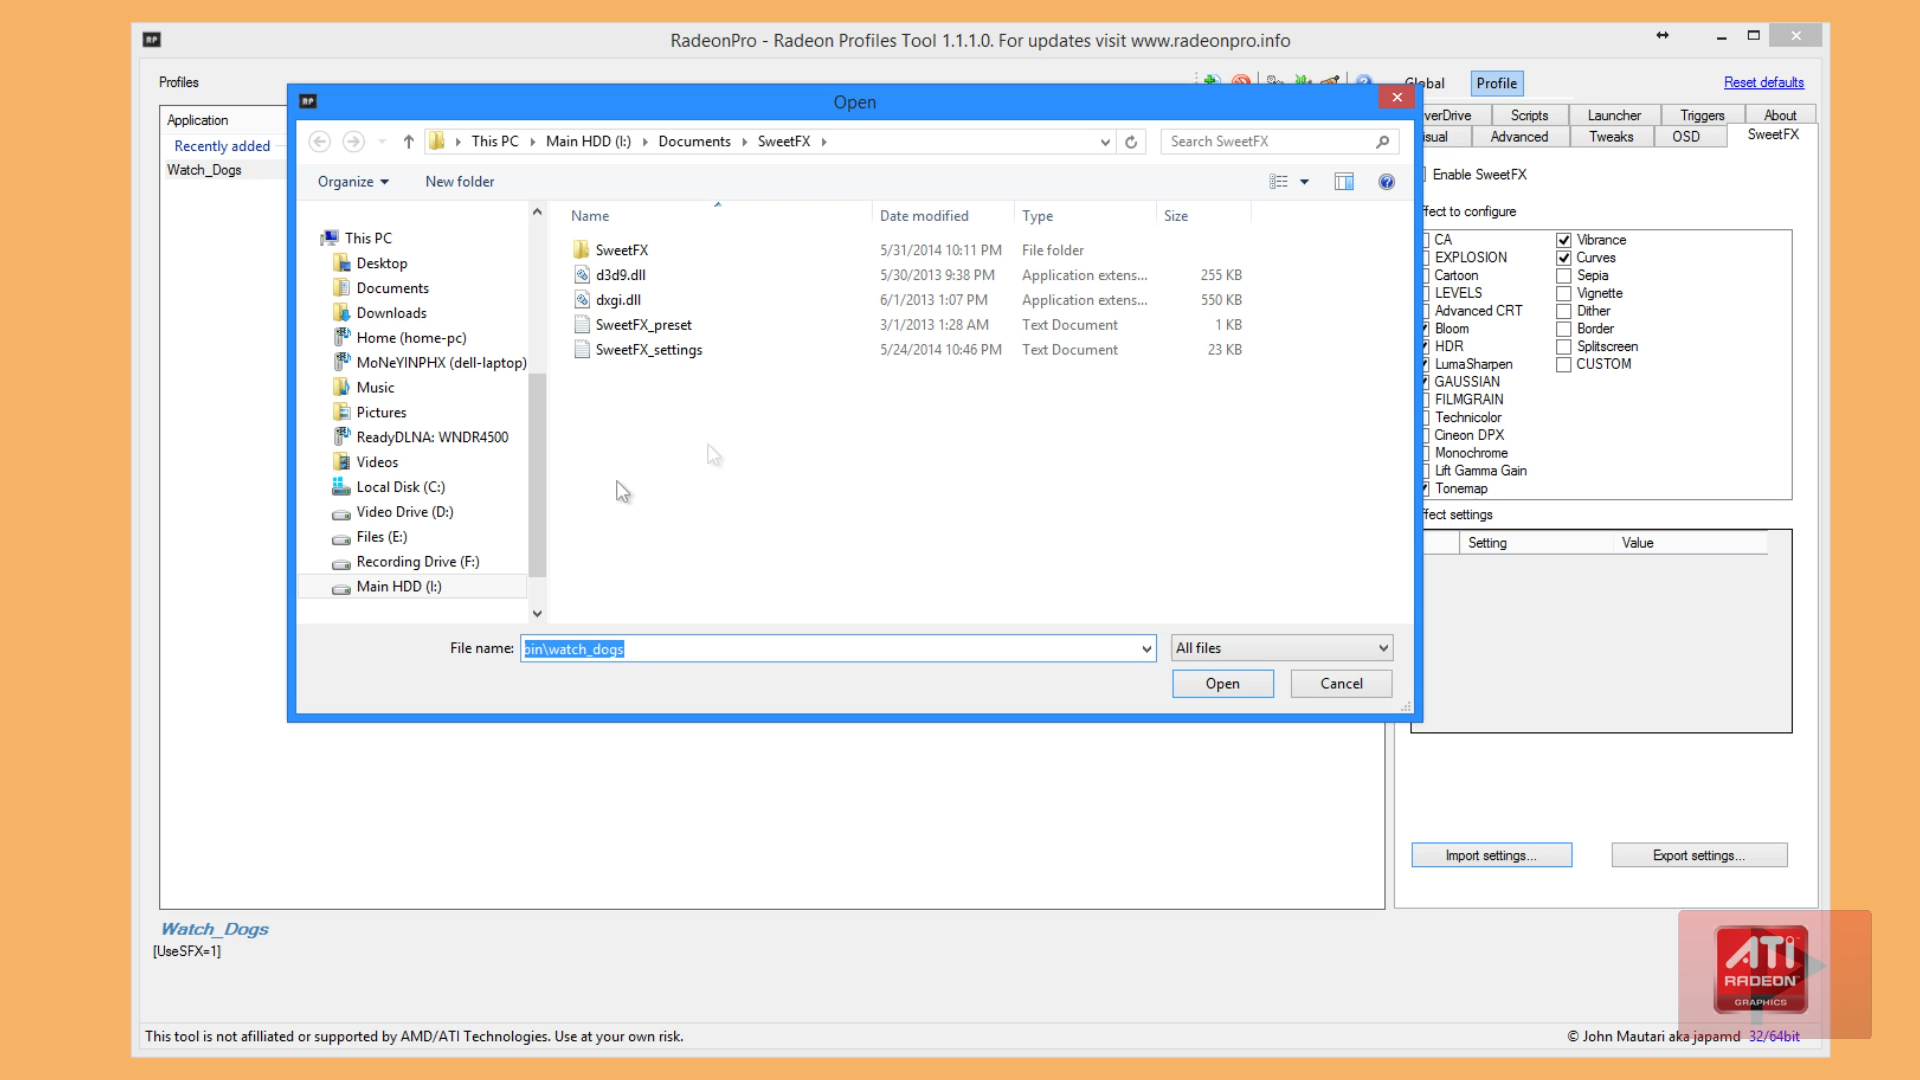 RP
RadeonPro - Radeon Profiles Tool 1.1.1.0. For updates visit www.radeonpro.info
Profiles
Profile
Reset defaults
Application
Recently added
Watch_Dogs
RP
Open
This PC
Main HDD (I:)
Documents
SweetFX
Search SweetFX
Organize
New folder
This PC
Desktop
Documents
Downloads
Home (home-pc)
MoNeYINPHX (dell-laptop)
Music
Pictures
ReadyDLNA: WNDR4500
Videos
Local Disk (C:)
Video Drive (D:)
Files (E:)
Recording Drive (F:)
Main HDD (I:)
Name Date modified Type Size
SweetFX 5/31/2014 10:11 PM File folder
d3d9.dll 5/30/2013 9:38 PM Application extens... 255 KB
dxgi.dll 6/1/2013 1:07 PM Application extens... 550 KB
SweetFX_preset 3/1/2013 1:28 AM Text Document 1 KB
SweetFX_settings 5/24/2014 10:46 PM Text Document 23 KB
File name: bin\watch_dogs
All files
Open Cancel
Scripts Launcher Triggers About
Advanced Tweaks OSD SweetFX
Enable SweetFX
to configure
CA
EXPLOSION
Cartoon
LEVELS
Advanced CRT
Bloom
HDR
LumaSharpen
GAUSSIAN
FILMGRAIN
Technicolor
Cineon DPX
Monochrome
Lift Gamma Gain
Tonemap
Vibrance
Curves
Sepia
Vignette
Dither
Border
Splitscreen
CUSTOM
settings
Setting Value
Import settings...
Export settings...
Watch_Dogs
[UseSFX=1]
ATI
RADEON
GRAPHICS
This tool is not afilliated or supported by AMD/ATI Technologies. Use at your own risk.
© John Mautari aka japamd 32/64bit